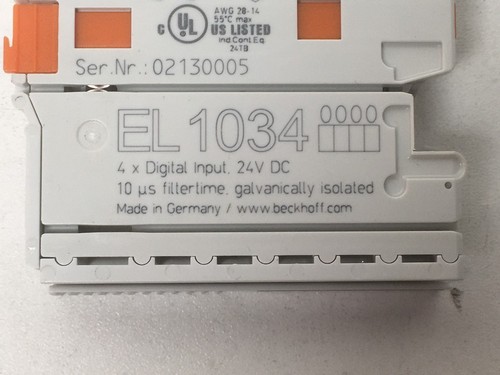 AWG 28-14
55°C max
c UL US LISTED
Ind.Cont.Eq.
24TB
Ser.Nr.: 02130005
EL 1034
4 x Digital Input, 24V DC
10 µs filtertime, galvanically isolated
Made in Germany / www.beckhoff.com